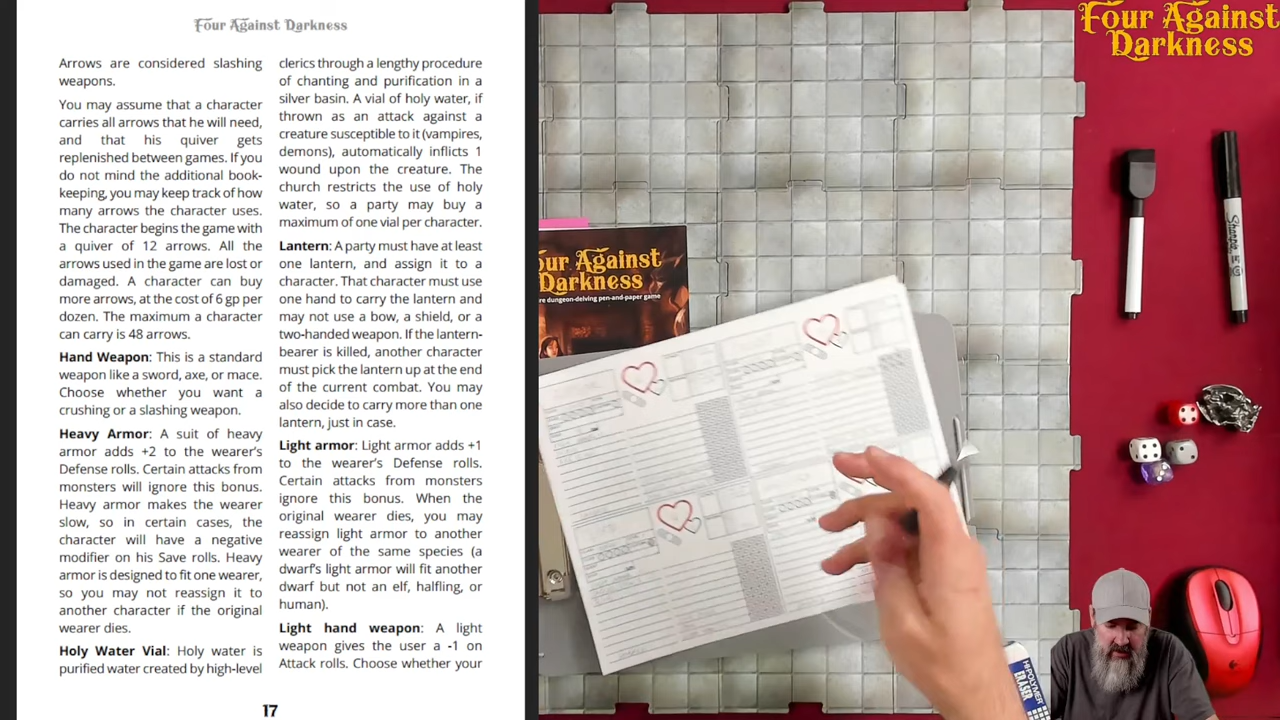 Four Against Darkness
Arrows are considered slashing
weapons.
You may assume that a character
carries all arrows that he will need,
and that his quiver gets
replenished between games. If you
do not mind the additional book-
keeping, you may keep track of how
many arrows the character uses.
The character begins the game with
a quiver of 12 arrows. All the
arrows used in the game are lost or
damaged. A character can buy
more arrows, at the cost of 6 gp per
dozen. The maximum a character
can carry is 48 arrows.
Hand Weapon: This is a standard
weapon like a sword, axe, or mace.
Choose whether you want a
crushing or a slashing weapon.
Heavy Armor: A suit of heavy
armor adds +2 to the wearer's
Defense rolls. Certain attacks from
monsters will ignore this bonus.
Heavy armor makes the wearer
slow, so in certain cases, the
character will have a negative
modifier on his Save rolls. Heavy
armor is designed to fit one wearer,
so you may not reassign it to
another character if the original
wearer dies.
Holy Water Vial: Holy water is
purified water created by high-level
clerics through a lengthy procedure
of chanting and purification in a
silver basin. A vial of holy water, if
thrown as an attack against a
creature susceptible to it (vampires,
demons), automatically inflicts 1
wound upon the creature. The
church restricts the use of holy
water, so a party may buy a
maximum of one vial per character.
Lantern: A party must have at least
one lantern, and assign it to a
character. That character must use
one hand to carry the lantern and
may not use a bow, a shield, or a
two-handed weapon. If the lantern-
bearer is killed, another character
must pick the lantern up at the end
of the current combat. You may
also decide to carry more than one
lantern, just in case.
Light armor: Light armor adds +1
to the wearer's Defense rolls.
Certain attacks from monsters
ignore this bonus. When the
original wearer dies, you may
reassign light armor to another
wearer of the same species (a
dwarf's light armor will fit another
dwarf but not an elf, halfling, or
human).
Light hand weapon: A light
weapon gives the user a -1 on
Attack rolls. Choose whether your
17
our Against
Darkness
re dungeon-delving pen-and-paper game
Four Against
Darkness
Sharpie
HI-POLYMER
ERASER